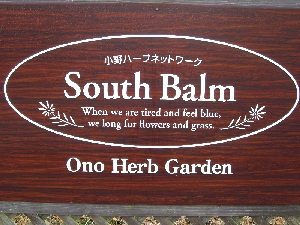 小野ハーブネットワーク
South Balm
When we are tired and feel blue,
we long for flowers and grass.
Ono Herb Garden